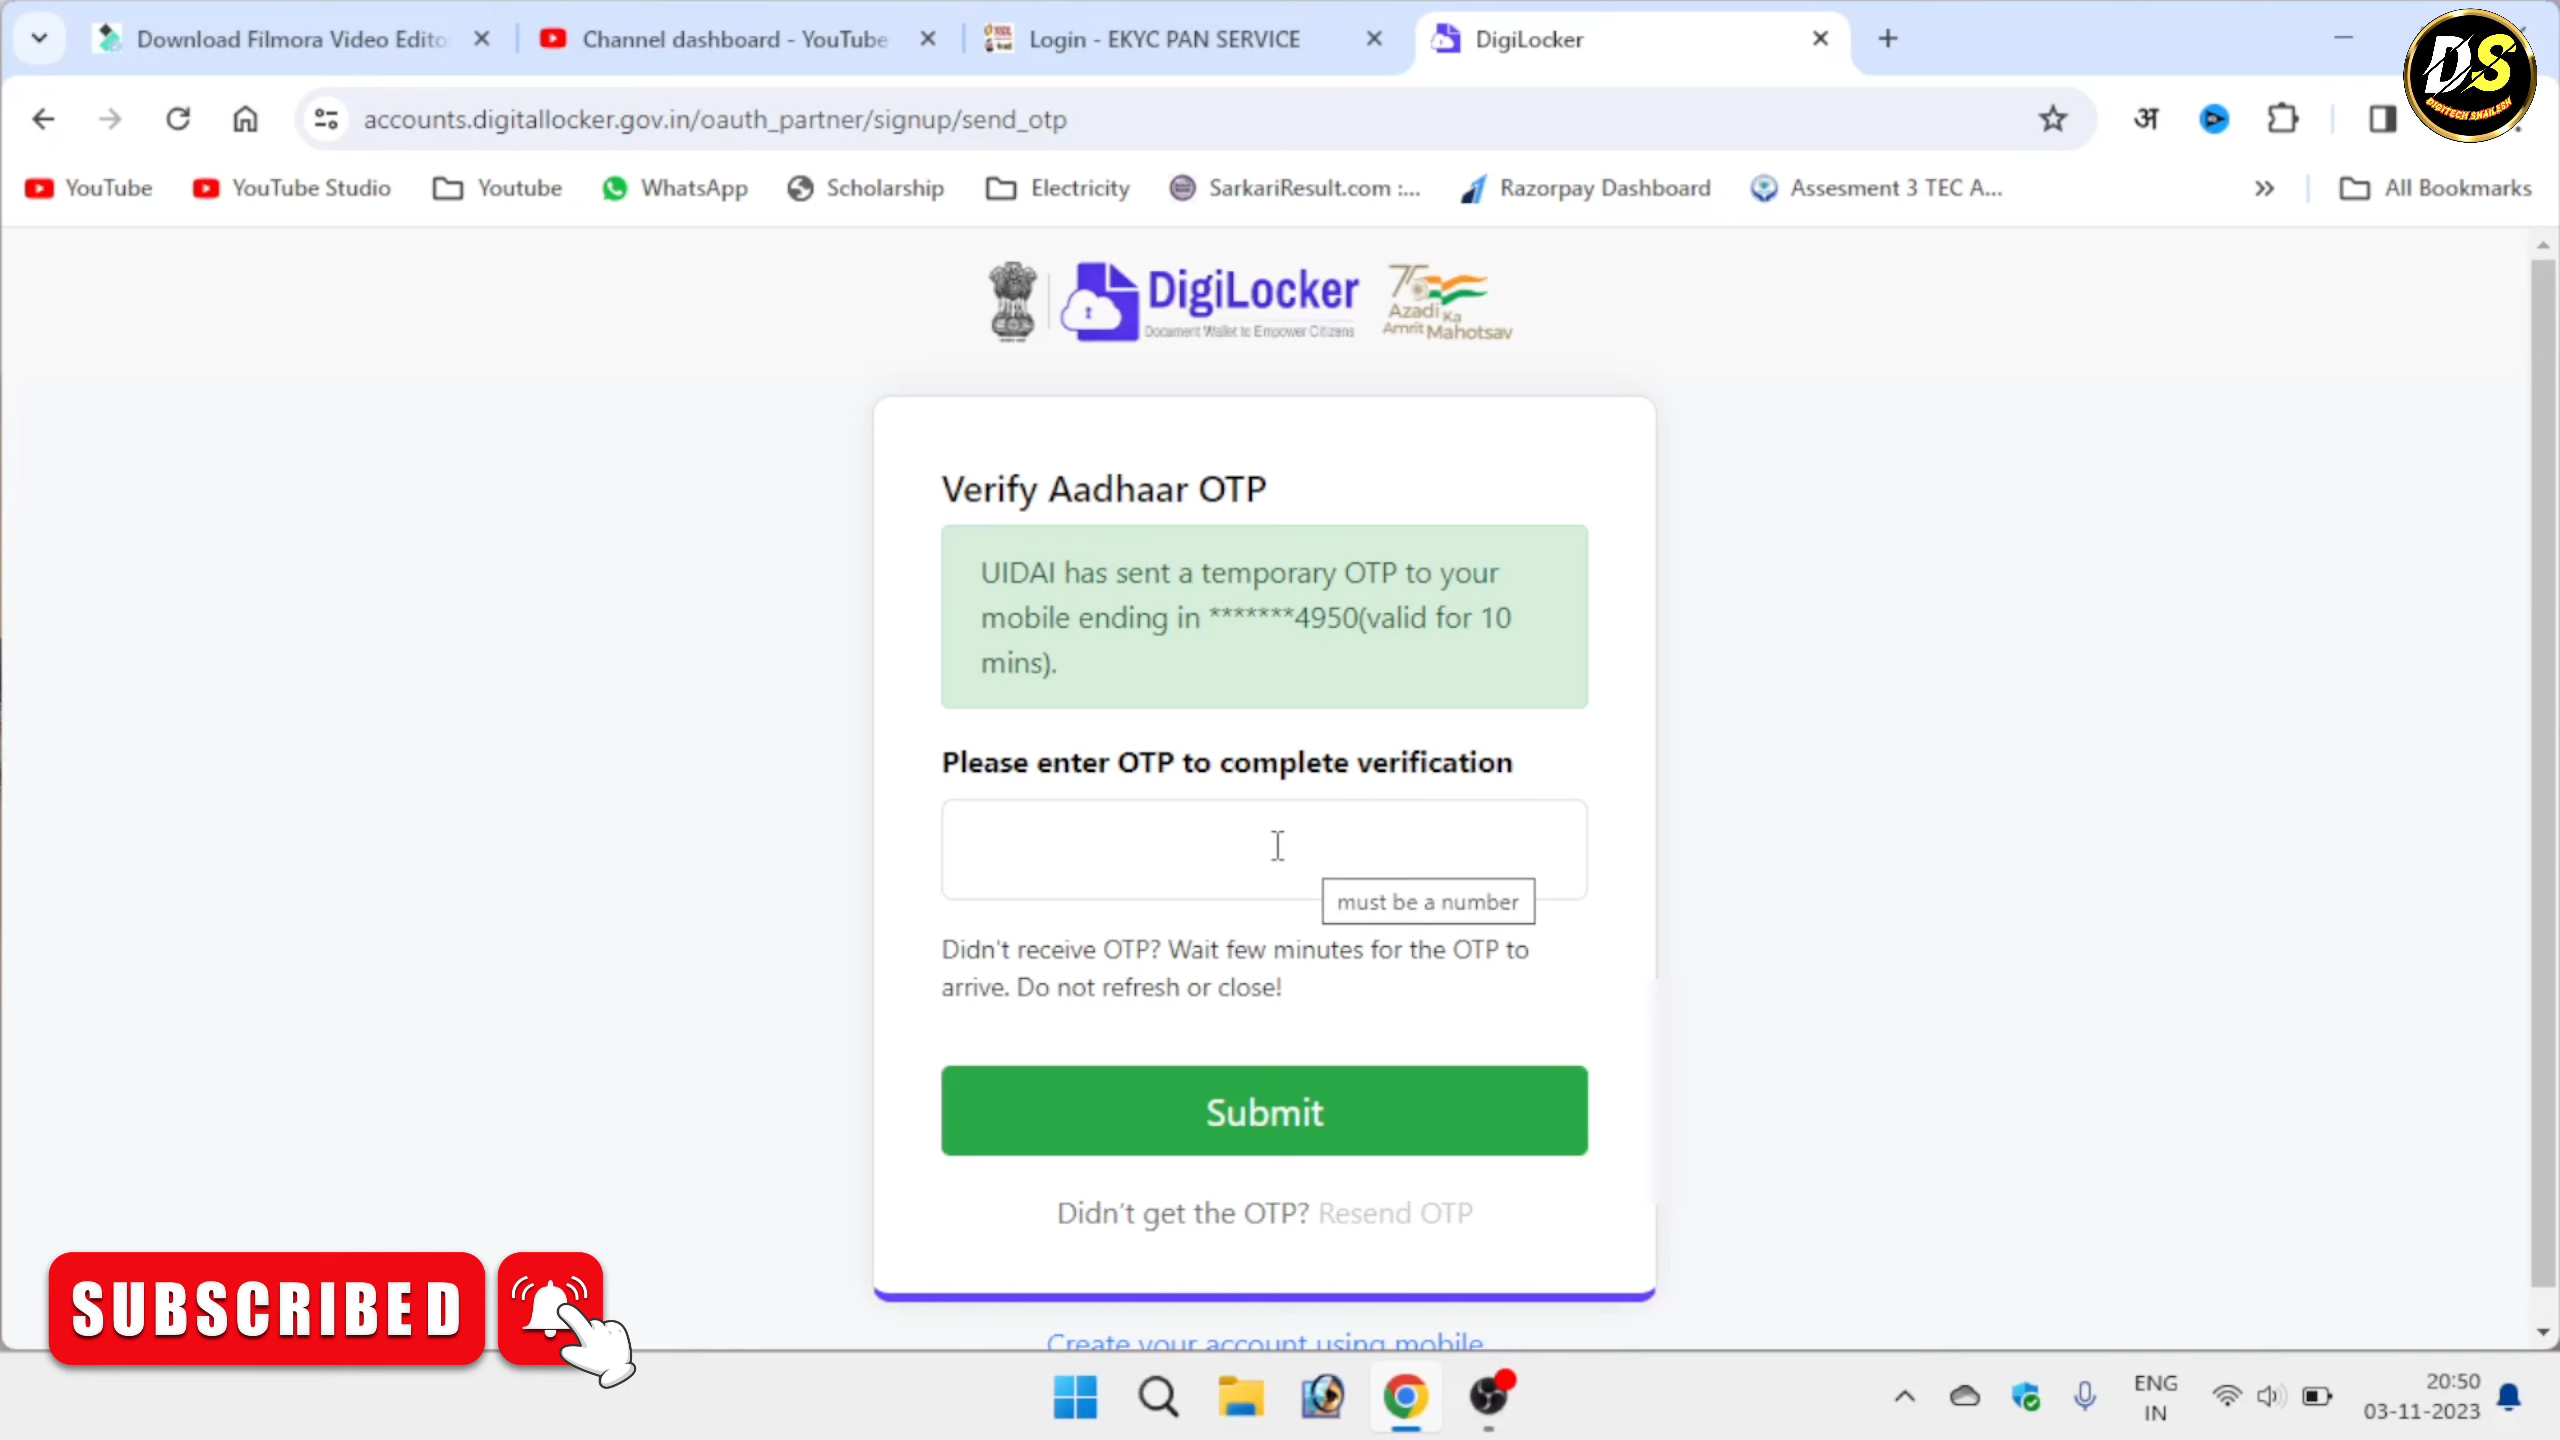 Download Filmora Video Edito
Channel dashboard - YouTube
Login - EKYC PAN SERVICE
DigiLocker
DS
DIGITECH SHAILESH
accounts.digitallocker.gov.in/oauth_partner/signup/send_otp
अ
YouTube
YouTube Studio
Youtube
WhatsApp
Scholarship
Electricity
SarkariResult.com :...
Razorpay Dashboard
Assesment 3 TEC A...
All Bookmarks
DigiLocker
Document Wallet to Empower Citizens
75
Azadi Ka
Amrit Mahotsav
Verify Aadhaar OTP
UIDAI has sent a temporary OTP to your
mobile ending in *******4950(valid for 10
mins).
Please enter OTP to complete verification
must be a number
Didn't receive OTP? Wait few minutes for the OTP to
arrive. Do not refresh or close!
Submit
Didn't get the OTP? Resend OTP
Create your account using mobile
SUBSCRIBED
ENG
IN
20:50
03-11-2023